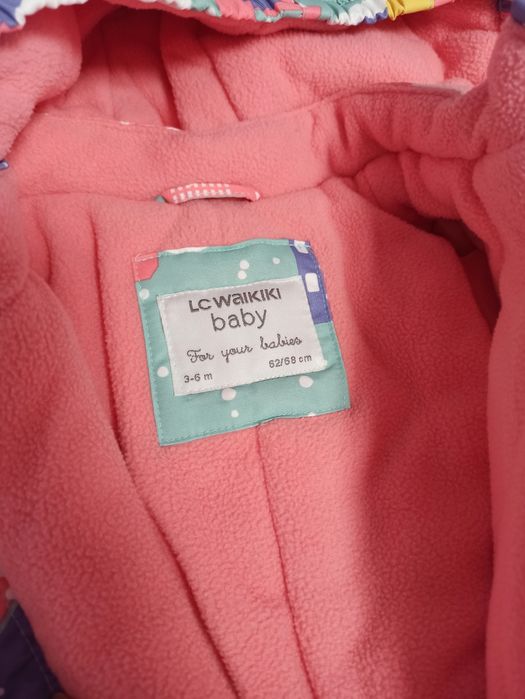 LC WAIKIKI
baby
For your babies
3-6 m 62/68 cm